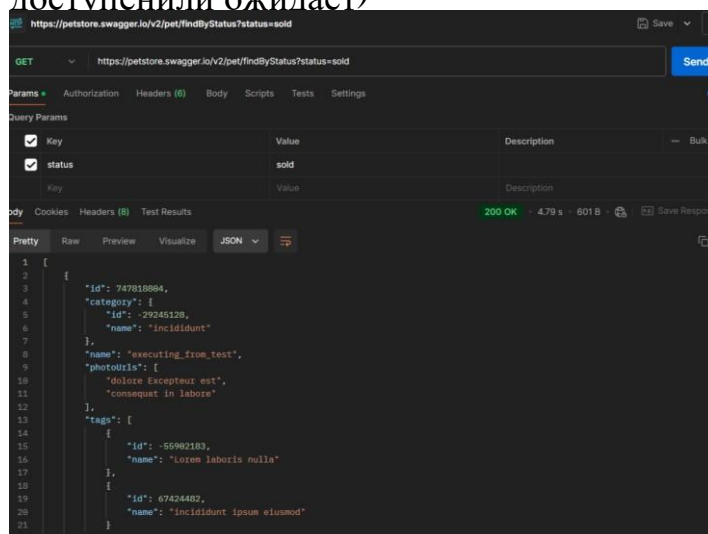 доступенили ожидаст)
https://petstore.swagger.io/v2/pet/findByStatus?status=sold Save
GET https://petstore.swagger.io/v2/pet/findByStatus?status=sold Send
Params Authorization Headers (6) Body Scripts Tests Settings
Query Params
Key Value Description Bulk
status sold
Key Value Description
ody Cookies Headers (8) Test Results 200 OK 4.79 s 601 B Save Respor
Pretty Raw Preview Visualize JSON
1 [
2 {
3 "id": 747818804,
4 "category": {
5 "id": -29245128,
6 "name": "incididunt"
7 },
8 "name": "executing_from_test",
9 "photoUrls": [
10 "dolore Excepteur est",
11 "consequat in labore"
12 ],
13 "tags": [
14 {
15 "id": -55902183,
16 "name": "Lorem laboris nulla"
17 },
18 {
19 "id": 67424482,
20 "name": "incididunt ipsum eiusmod"
21 }